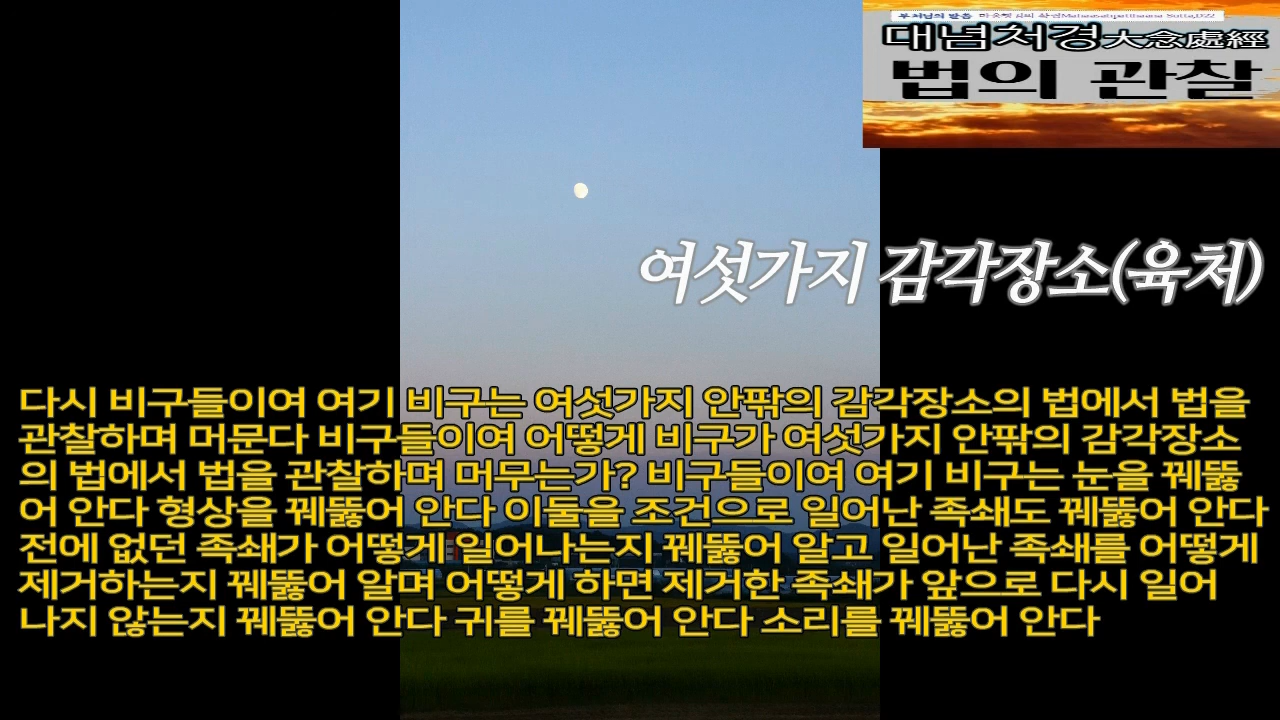 부처님의 말씀
대념처경大念處經
법의 관찰
여섯가지 감각장소(육처)
다시 비구들이여 여기 비구는 여섯가지 안팎의 감각장소의 법에서 법을
관찰하며 머문다 비구들이여 어떻게 비구가 여섯가지 안팎의 감각장소
의 법에서 법을 관찰하며 머무는가? 비구들이여 여기 비구는 눈을 꿰뚫
어 안다 형상을 꿰뚫어 안다 이둘을 조건으로 일어난 족쇄도 꿰뚫어 안다
전에 없던 족쇄가 어떻게 일어나는지 꿰뚫어 알고 일어난 족쇄를 어떻게
제거하는지 꿰뚫어 알며 어떻게 하면 제거한 족쇄가 앞으로 다시 일어
나지 않는지 꿰뚫어 안다 귀를 꿰뚫어 안다 소리를 꿰뚫어 안다